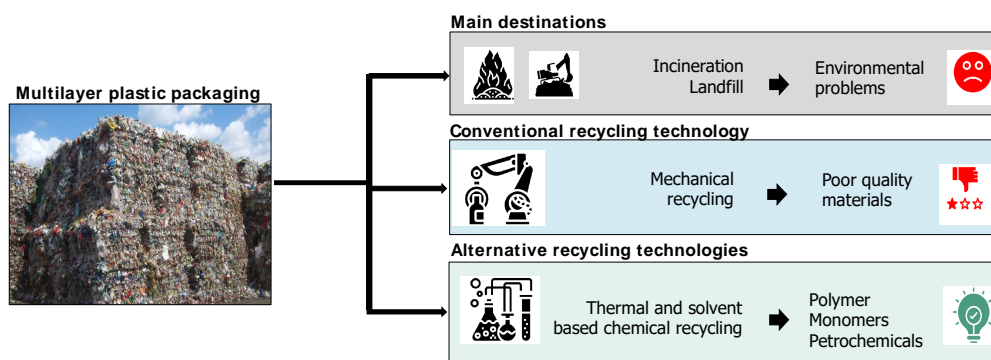 Main destinations
Multilayer plastic packaging
Incineration
Landfill
Environmental
problems
Conventional recycling technology
Mechanical
recycling
Poor quality
materials
Alternative recycling technologies
Thermal and solvent
based chemical recycling
Polymer
Monomers
Petrochemicals